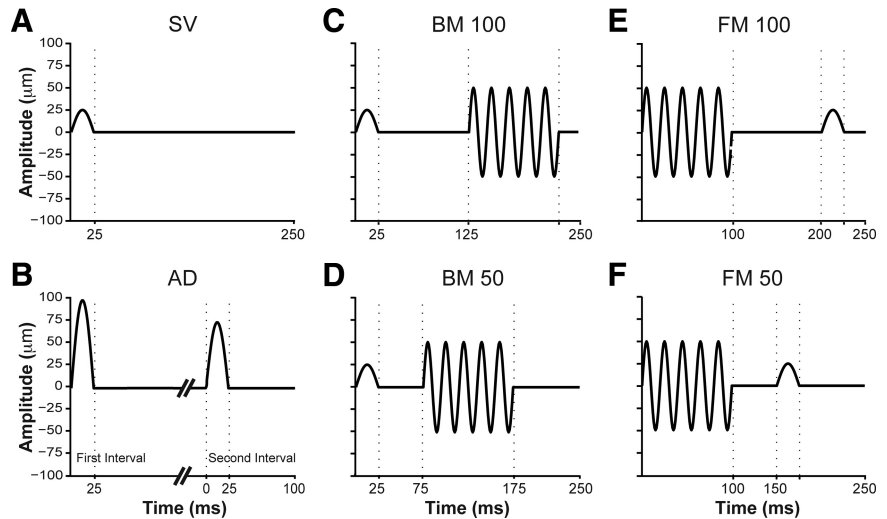 A
SV
Amplitude (μm)
100
75
50
25
0
−25
−50
−75
−100
25
250
C
BM 100
25
125
250
E
FM 100
100
200
250
B
AD
Amplitude (μm)
100
75
50
25
0
−25
−50
−75
−100
First Interval
Second Interval
25
0
25
100
Time (ms)
D
BM 50
25
75
175
250
Time (ms)
F
FM 50
100
150
250
Time (ms)